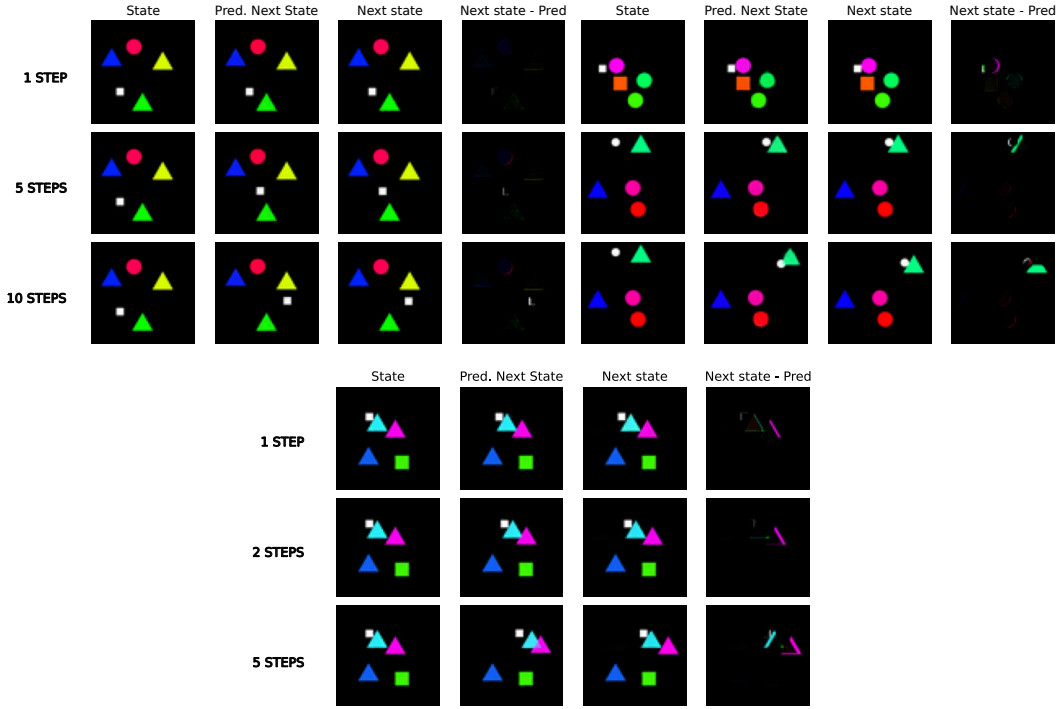 State Pred. Next State Next state Next state - Pred State Pred. Next State Next state Next state - Pred
1 STEP
5 STEPS
10 STEPS
State Pred. Next State Next state Next state - Pred
1 STEP
2 STEPS
5 STEPS